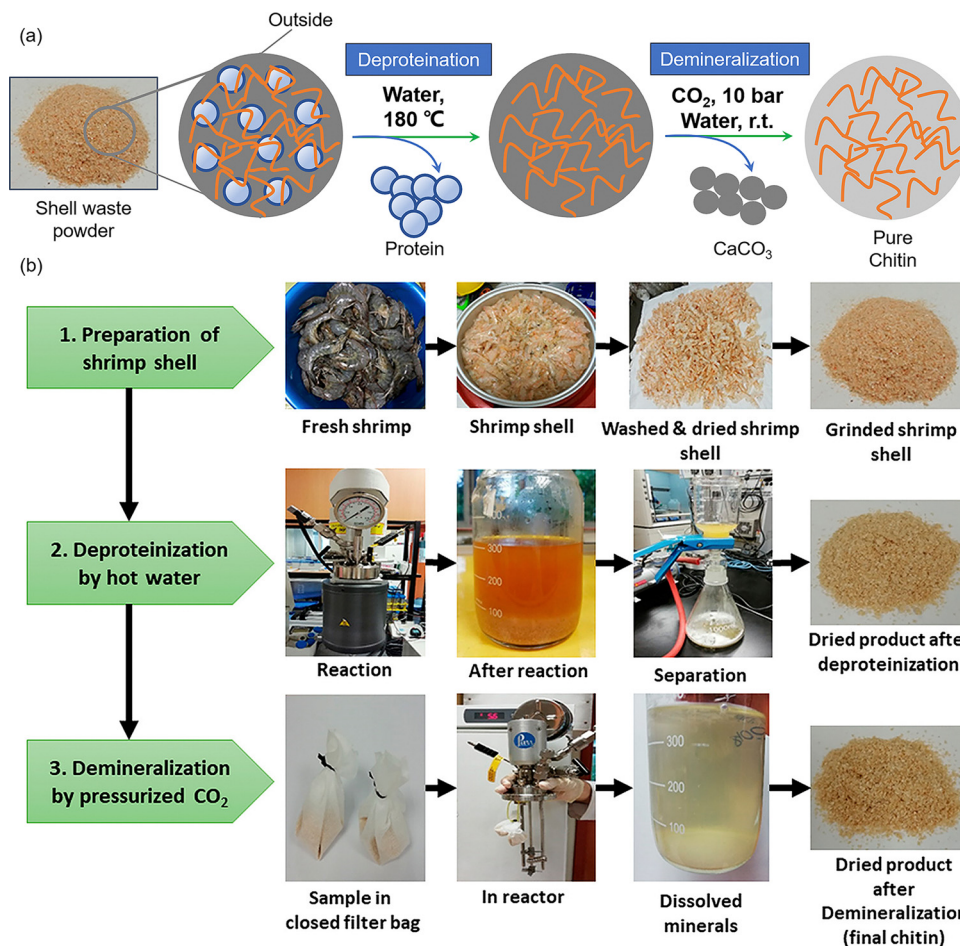 (a)
Outside
Deproteination
Demineralization
Water,
180 ℃
CO₂, 10 bar
Water, r.t.
Shell waste
powder
Protein
CaCO₃
Pure
Chitin
(b)
1. Preparation of
shrimp shell
Fresh shrimp
Shrimp shell
Washed & dried shrimp
shell
Grinded shrimp
shell
2. Deproteinization
by hot water
300
200
100
Reaction
After reaction
Separation
Dried product after
deproteinization
3. Demineralization
by pressurized CO₂
300
200
100
Sample in
closed filter bag
In reactor
Dissolved
minerals
Dried product
after
Demineralization
(final chitin)